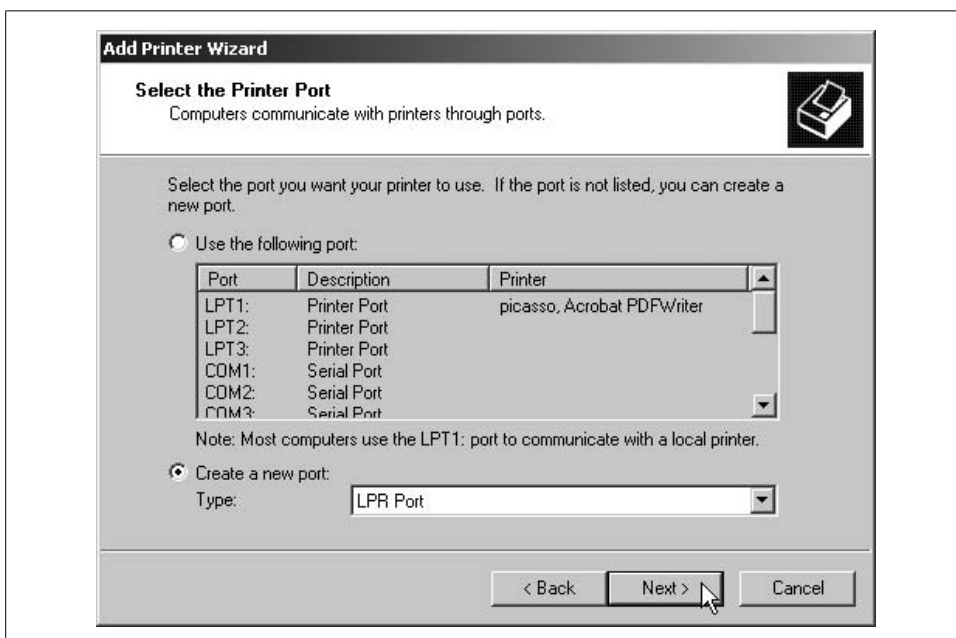 Add Printer Wizard
Select the Printer Port
Computers communicate with printers through ports.
Select the port you want your printer to use. If the port is not listed, you can create a
new port.
Use the following port:
Port Description Printer
LPT1: Printer Port picasso, Acrobat PDFWriter
LPT2: Printer Port
LPT3: Printer Port
COM1: Serial Port
COM2: Serial Port
COM3: Serial Port
Note: Most computers use the LPT1: port to communicate with a local printer.
Create a new port:
Type: LPR Port
< Back Next > Cancel